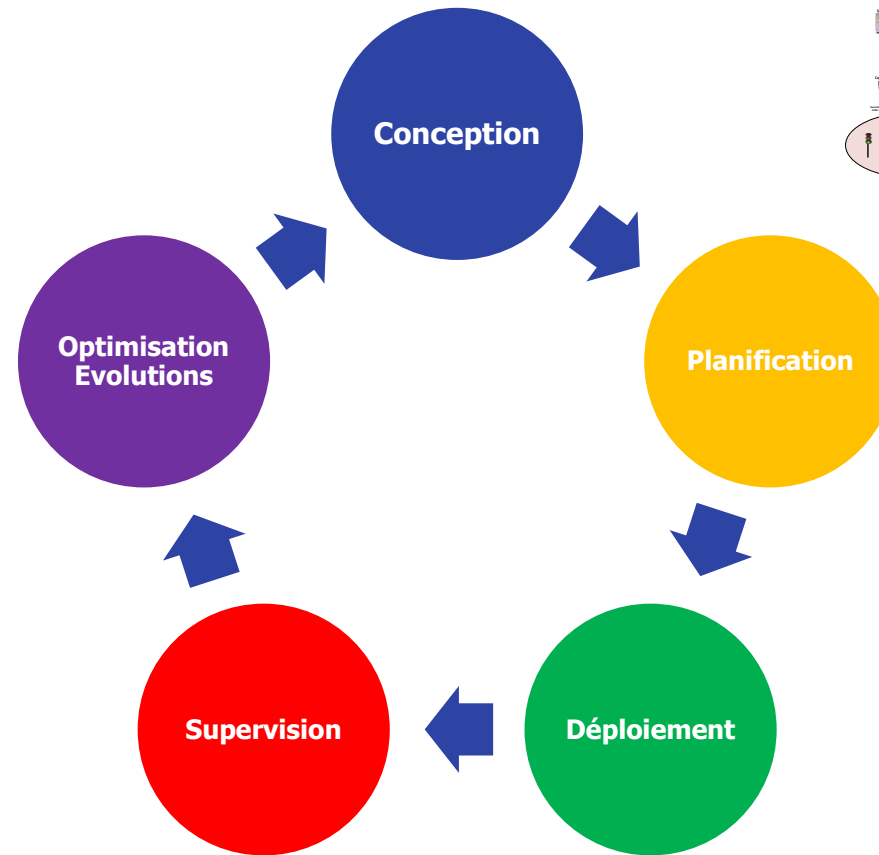 Conception
Planification
Déploiement
Supervision
Optimisation
Evolutions